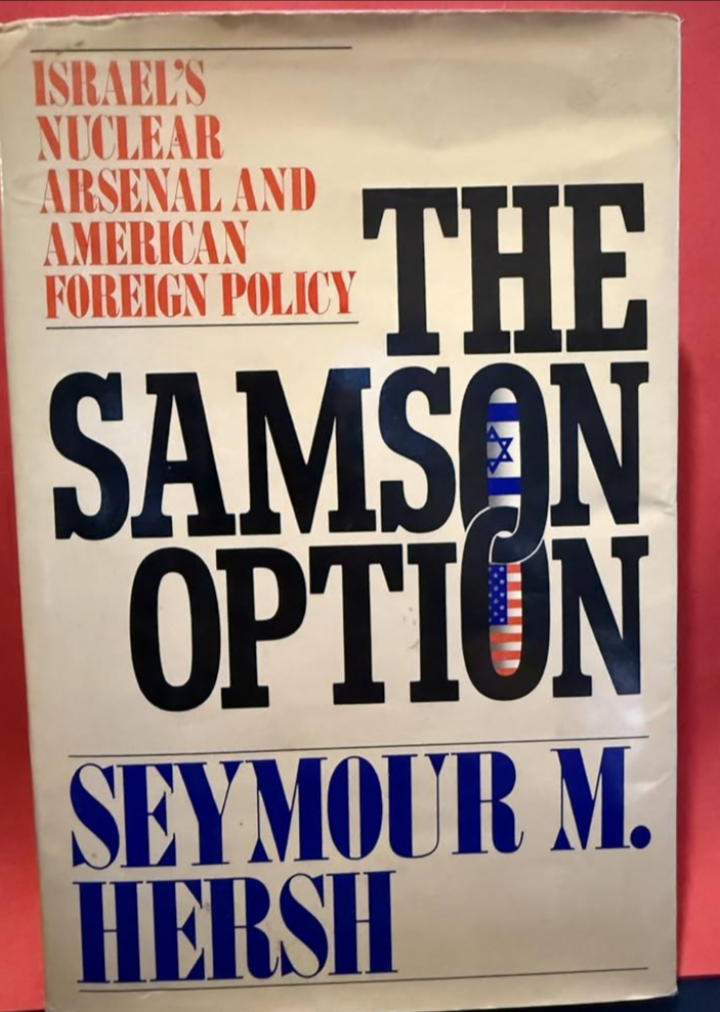 ISRAEL'S
NUCLEAR
ARSENAL AND
AMERICAN
FOREIGN POLICY
THE
SAMSON
OPTION
SEYMOUR M.
HERSH